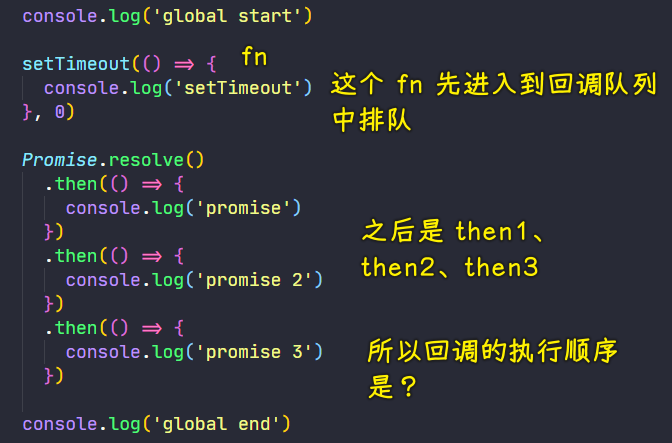 console.log('global start')
setTimeout(() => {
fn
console.log('setTimeout')
}, 0)
这个 fn 先进入到回调队列
中排队
Promise.resolve()
.then(() => {
console.log('promise')
})
.then(() => {
console.log('promise 2')
})
.then(() => {
console.log('promise 3')
})
之后是 then1、
then2、then3
所以回调的执行顺序
是？
console.log('global end')